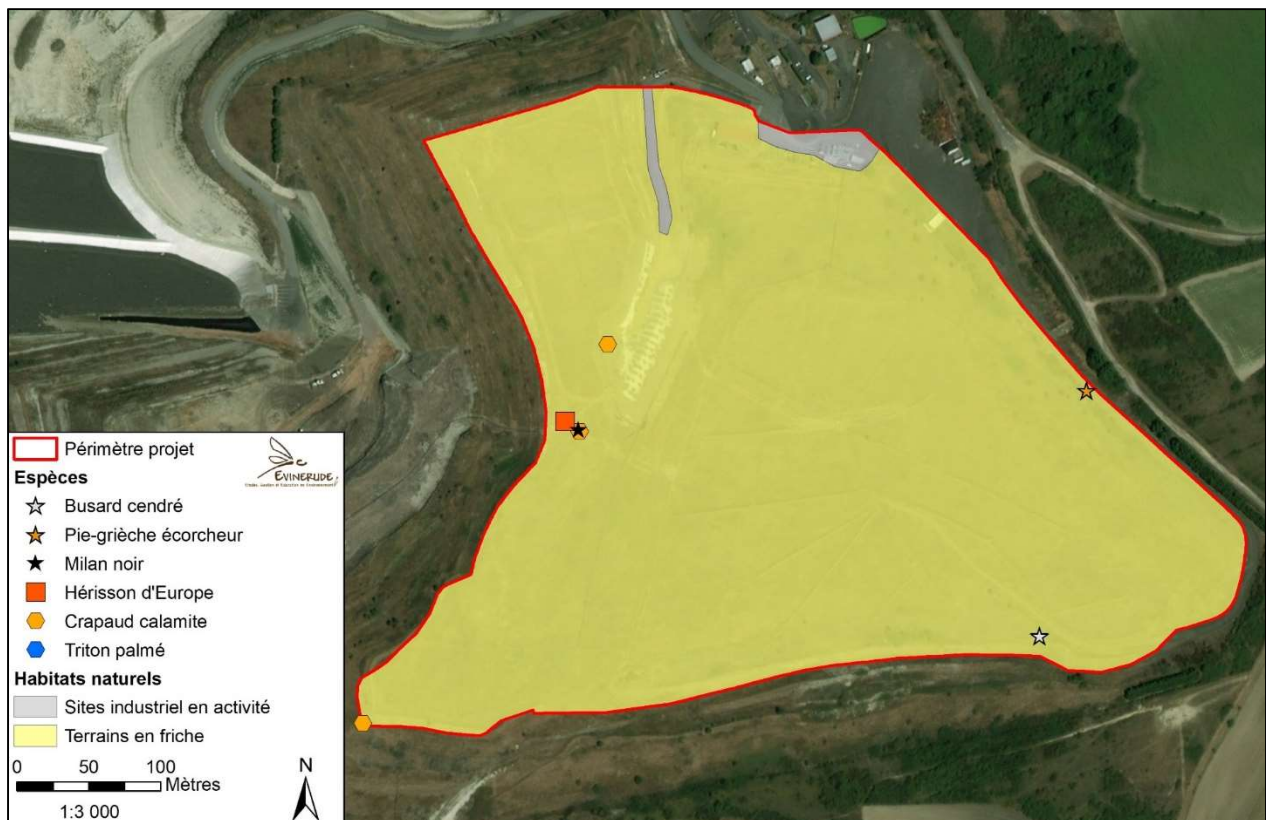 Périmètre projet
EVINERUDE
Espèces
Busard cendré
Pie-grièche écorcheur
Milan noir
Hérisson d'Europe
Crapaud calamite
Triton palmé
Habitats naturels
Sites industriel en activité
Terrains en friche
0 50 100
Mètres
1:3 000
N